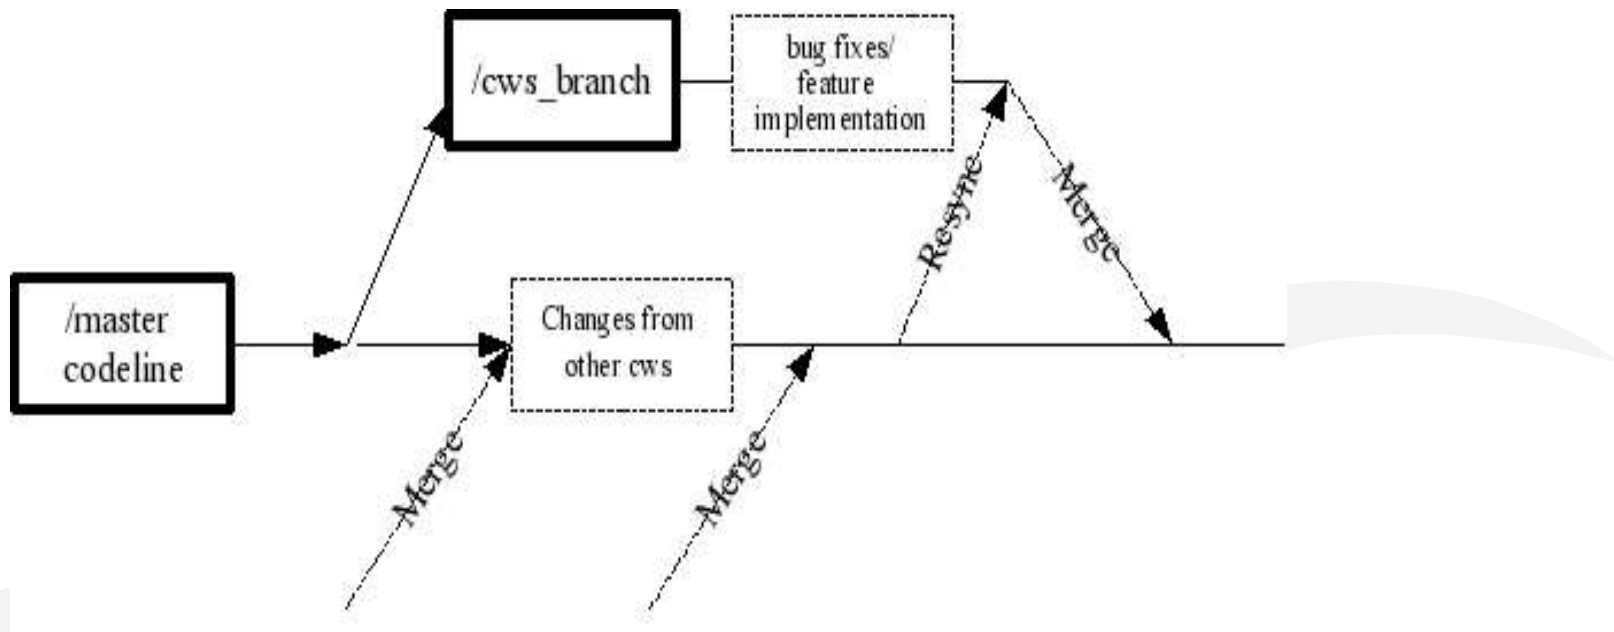 /cws_branch
bug fixes/
feature
implementation
Resync
Merge
/master
codeline
Changes from
other cws
Merge
Merge